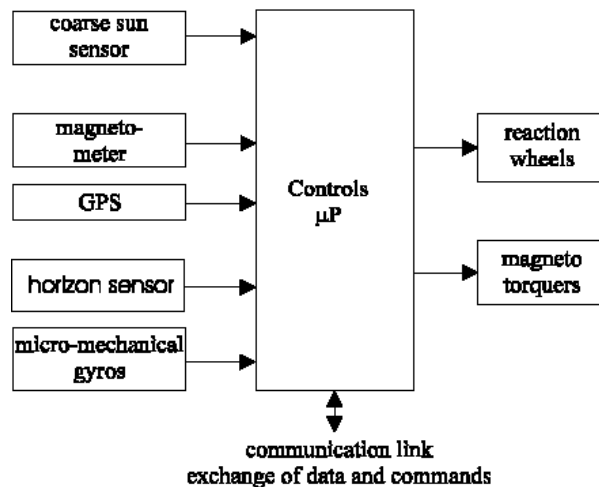 coarse sun
sensor
magneto-
meter
GPS
horizon sensor
micro-mechanical
gyros
Controls
µP
reaction
wheels
magneto
torquers
communication link
exchange of data and commands